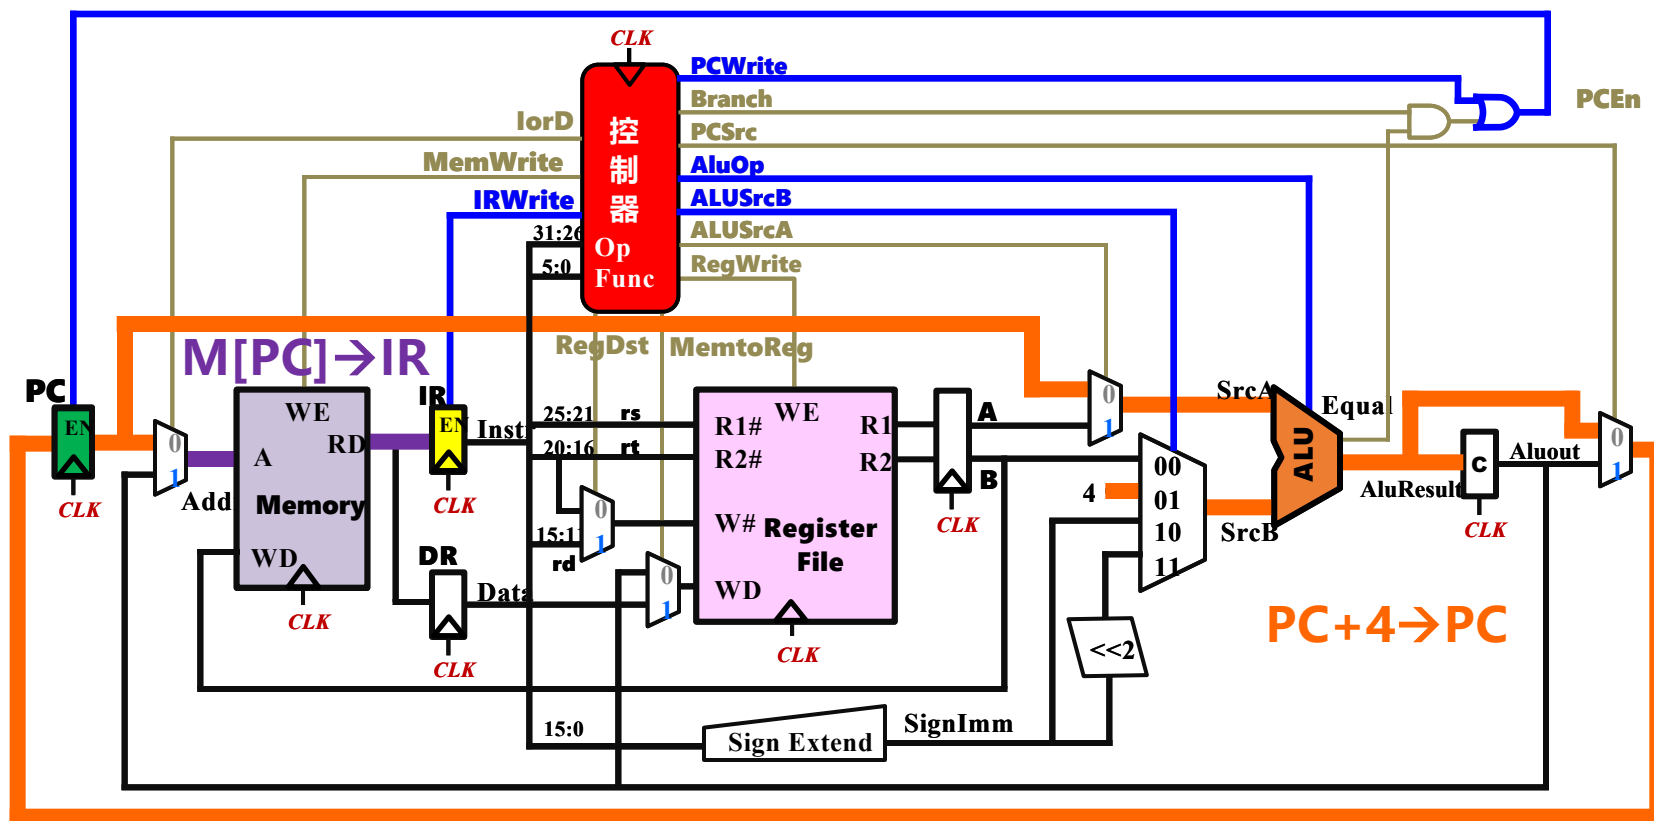 CLK
PCWrite
Branch
PCEn
IorD
控
制
器
PCSrc
MemWrite
AluOp
IRWrite
ALUSrcB
31:26
Op
ALUSrcA
5:0
Func
RegWrite
M[PC]→IR
RegDst
MemtoReg
PC
EN
CLK
0
1
Add
WE
RD
A
Memory
WD
CLK
IR
EN
Inst
CLK
DR
Data
CLK
25:21
rs
20:16
rt
15:1
rd
0
1
0
1
R1#
WE
R1
R2#
R2
W#
Register
File
WD
CLK
A
B
CLK
0
1
4
00
01
10
11
SrcA
SrcB
ALU
Equal
AluResult
C
CLK
Aluout
0
1
<<2
PC+4→PC
15:0
Sign Extend
SignImm